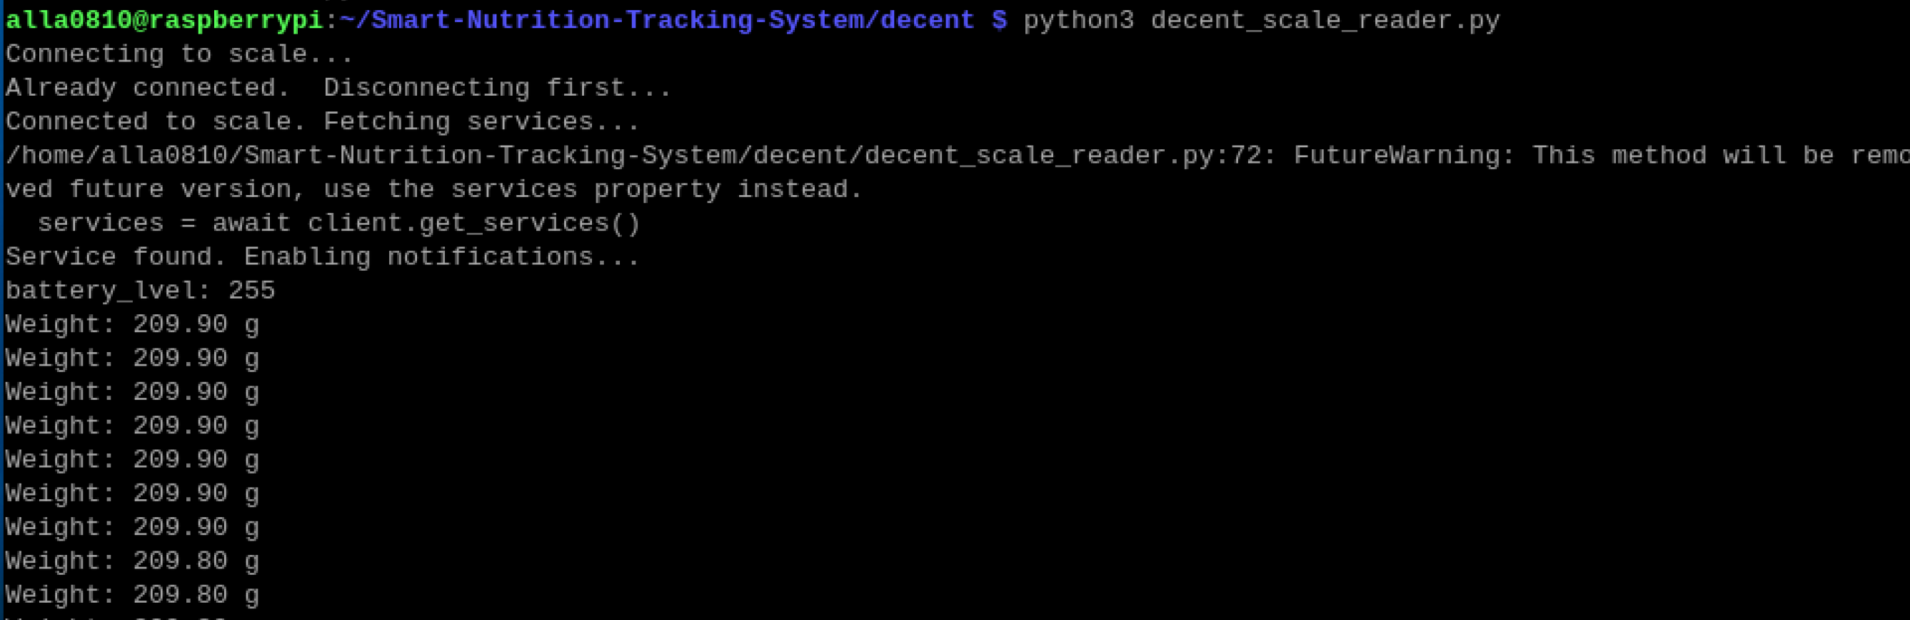 alla0810@raspberrypi:~/Smart-Nutrition-Tracking-System/decent $ python3 decent_scale_reader.py
Connecting to scale...
Already connected.  Disconnecting first...
Connected to scale. Fetching services...
/home/alla0810/Smart-Nutrition-Tracking-System/decent/decent_scale_reader.py:72: FutureWarning: This method will be remo
ved future version, use the services property instead.
  services = await client.get_services()
Service found. Enabling notifications...
battery_lvel: 255
Weight: 209.90 g
Weight: 209.90 g
Weight: 209.90 g
Weight: 209.90 g
Weight: 209.90 g
Weight: 209.90 g
Weight: 209.90 g
Weight: 209.80 g
Weight: 209.80 g